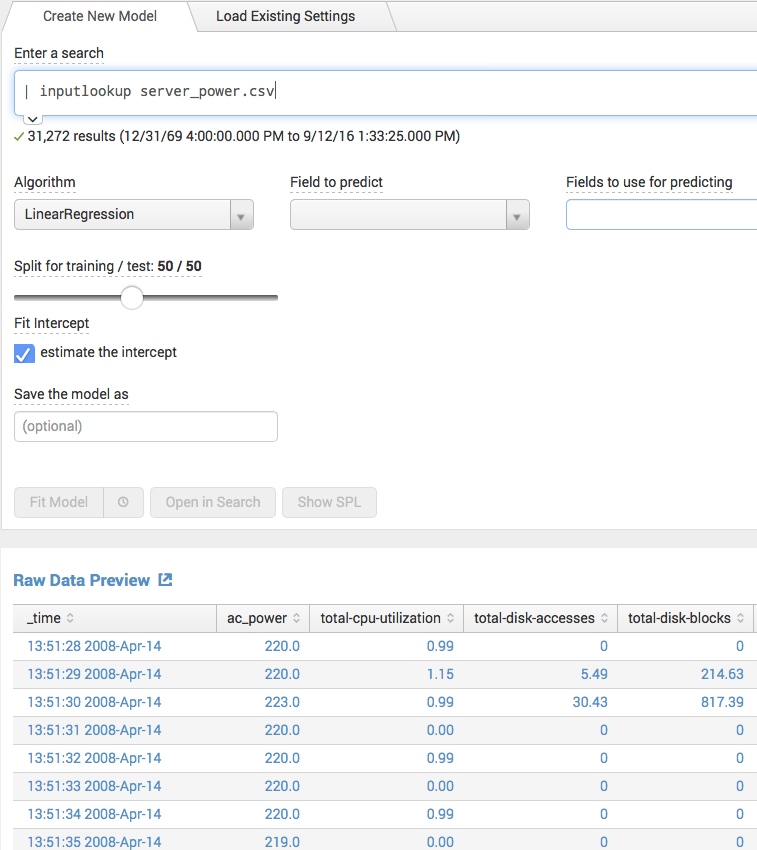 Create New Model Load Existing Settings
Enter a search
| inputlookup server_power.csv
31,272 results (12/31/69 4:00:00.000 PM to 9/12/16 1:33:25.000 PM)
Algorithm Field to predict Fields to use for predicting
LinearRegression
Split for training / test: 50 / 50
Fit Intercept
estimate the intercept
Save the model as
(optional)
Fit Model Open in Search Show SPL
Raw Data Preview
_time ac_power total-cpu-utilization total-disk-accesses total-disk-blocks
13:51:28 2008-Apr-14 220.0 0.99 0 0
13:51:29 2008-Apr-14 220.0 1.15 5.49 214.63
13:51:30 2008-Apr-14 223.0 0.99 30.43 817.39
13:51:31 2008-Apr-14 220.0 0.00 0 0
13:51:32 2008-Apr-14 220.0 0.99 0 0
13:51:33 2008-Apr-14 220.0 0.00 0 0
13:51:34 2008-Apr-14 220.0 0.99 0 0
13:51:35 2008-Apr-14 219.0 0.00 0 0